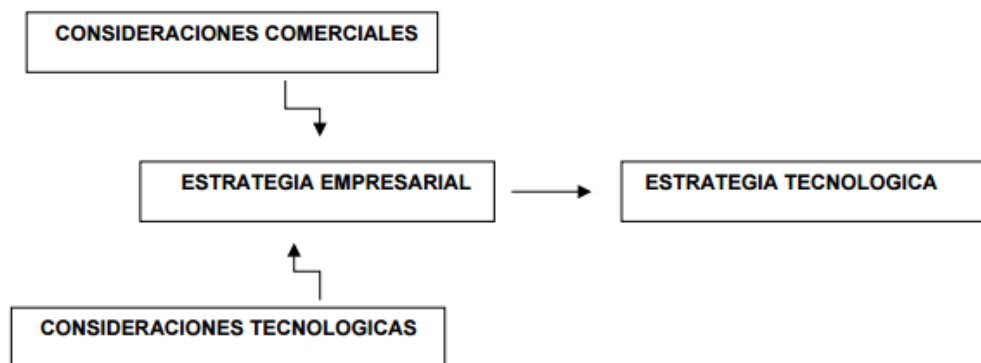 CONSIDERACIONES COMERCIALES
ESTRATEGIA EMPRESARIAL
ESTRATEGIA TECNOLOGICA
CONSIDERACIONES TECNOLOGICAS